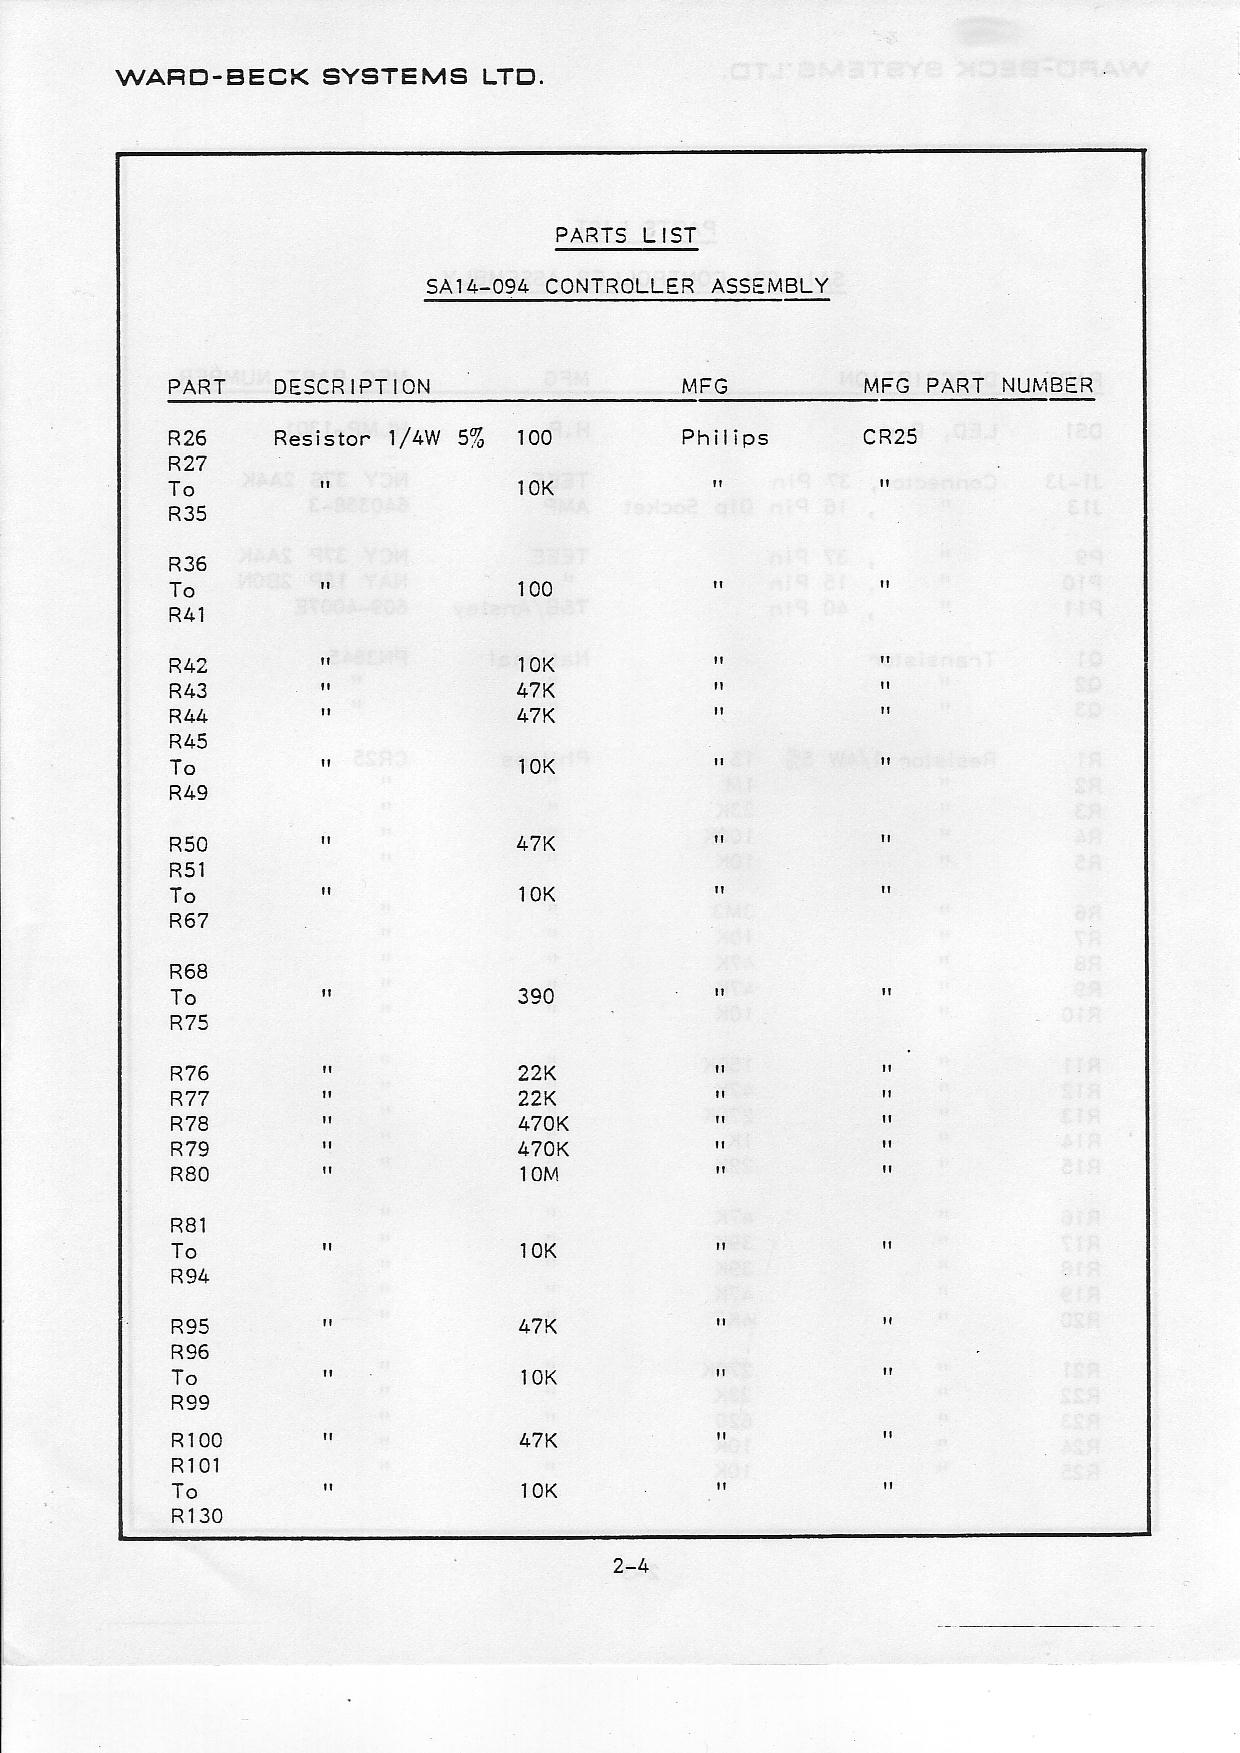 WARD-BECK SYSTEMS LTD.
PARTS LIST
SA14-094 CONTROLLER ASSEMBLY
PART DESCRIPTION MFG MFG PART NUMBER
R26 Resistor 1/4W 5% 100 Philips CR25
R27
To " 10K " "
R35
R36
To " 100 " "
R41
R42 " 10K " "
R43 " 47K " "
R44 " 47K " "
R45
To " 10K " "
R49
R50 " 47K " "
R51
To " 10K " "
R67
R68
To " 390 " "
R75
R76 " 22K " "
R77 " 22K " "
R78 " 470K " "
R79 " 470K " "
R80 " 10M " "
R81
To " 10K " "
R94
R95 " 47K " "
R96
To " 10K " "
R99
R100 " 47K " "
R101
To " 10K " "
R130
2-4